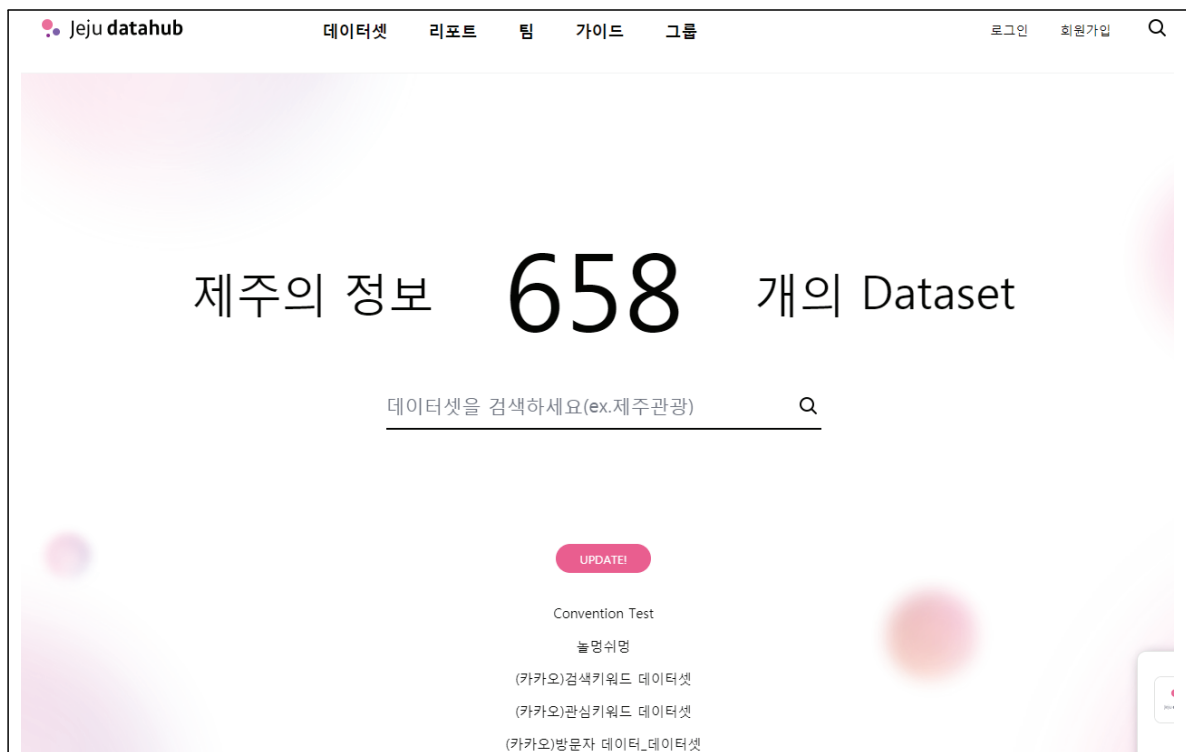 Jeju datahub 데이터셋 리포트 팀 가이드 그룹 로그인 회원가입
제주의 정보 658 개의 Dataset
데이터셋을 검색하세요(ex.제주관광)
UPDATE!
Convention Test
놀멍쉬멍
(카카오)검색키워드 데이터셋
(카카오)관심키워드 데이터셋
(카카오)방문자 데이터_데이터셋